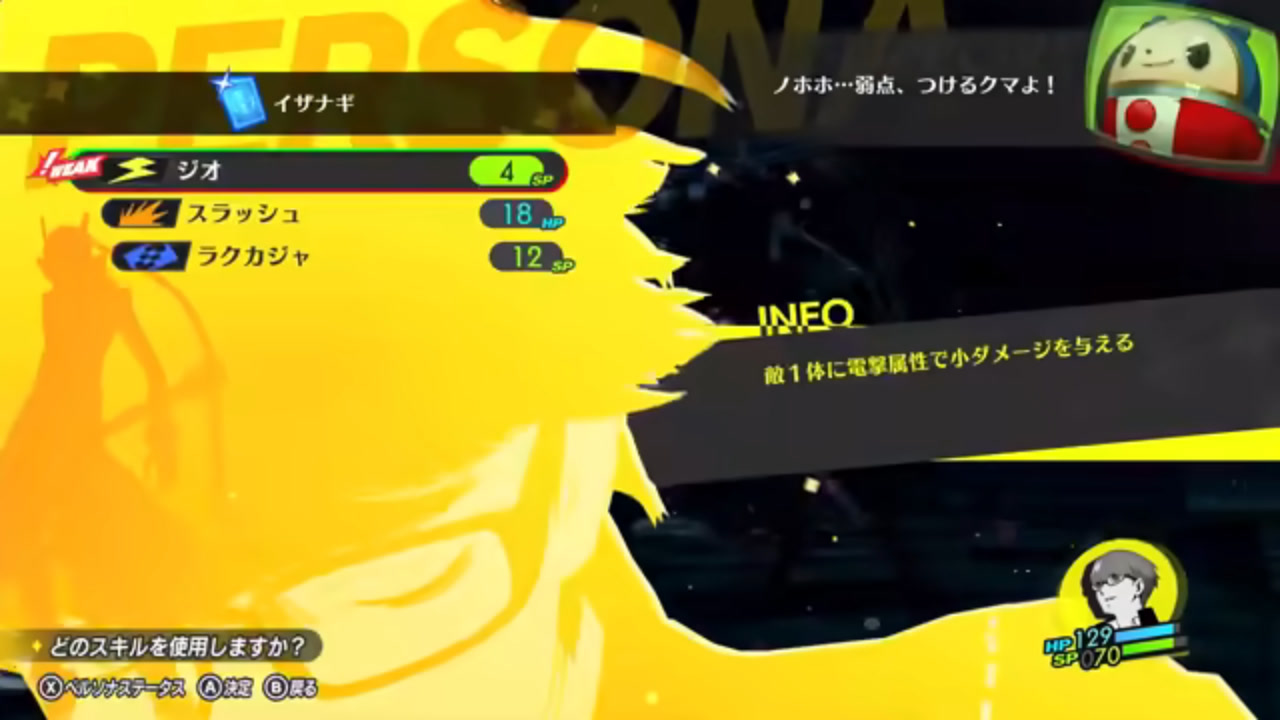 PERSONA
イザナギ
ノホホ…弱点、つけるクマよ！
!WEAK ジオ 4 SP
スラッシュ 18 HP
ラクカジャ 12 SP
INFO
敵1体に電撃属性で小ダメージを与える
どのスキルを使用しますか？
X ペルソナステータス A 決定 B 戻る
HP 129
SP 070